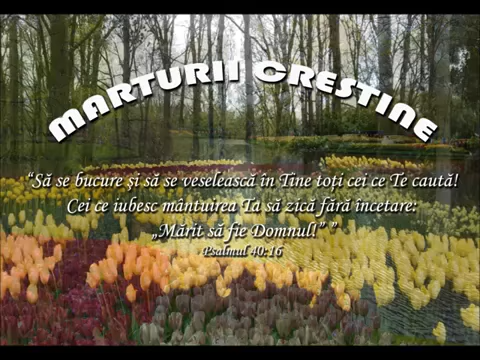 MARTURII CRESTINE
“Să se bucure şi să se veselească în Tine toţi cei ce Te caută!
Cei ce iubesc mântuirea Ta să zică fără încetare:
„Mărit să fie Domnul!” ”
Psalmul 40:16